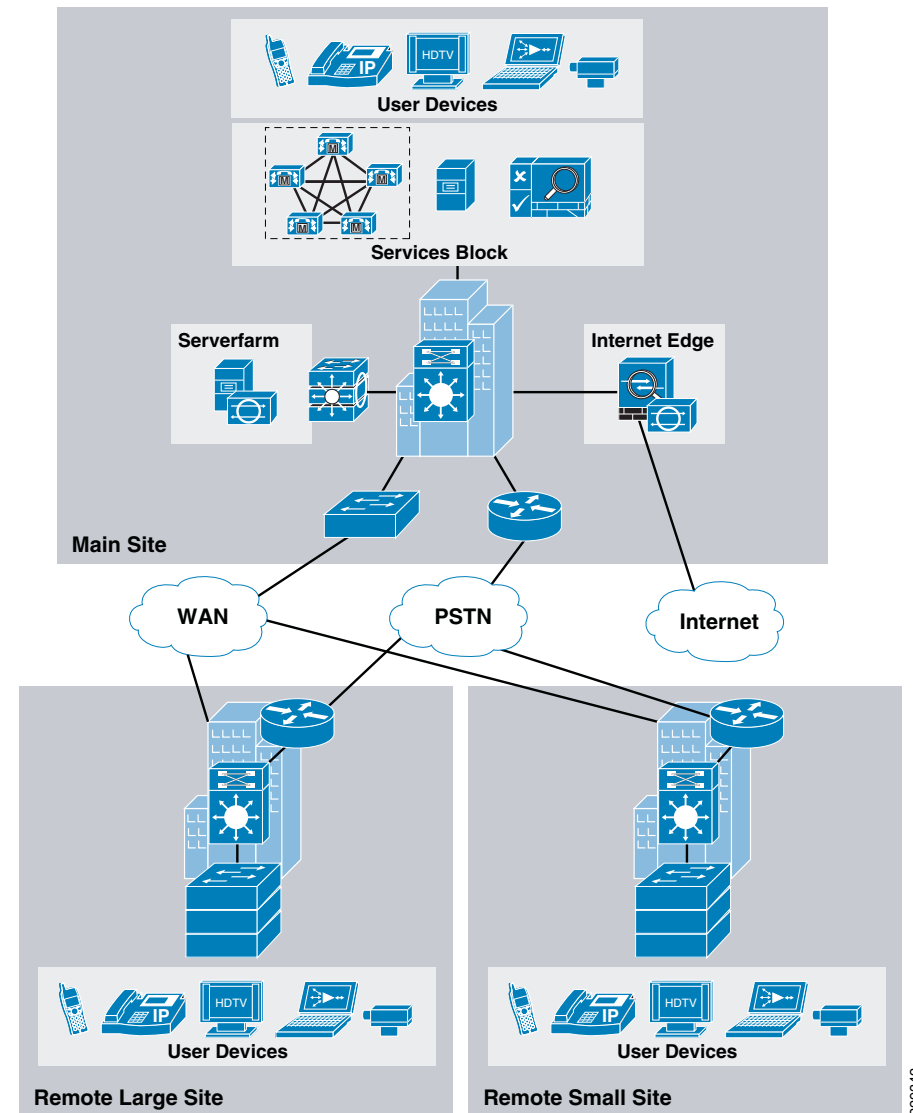 HDTV
IP
User Devices
M
M
M
M
M
Services Block
Serverfarm
Internet Edge
Main Site
WAN
PSTN
Internet
HDTV
IP
User Devices
Remote Large Site
HDTV
IP
User Devices
Remote Small Site